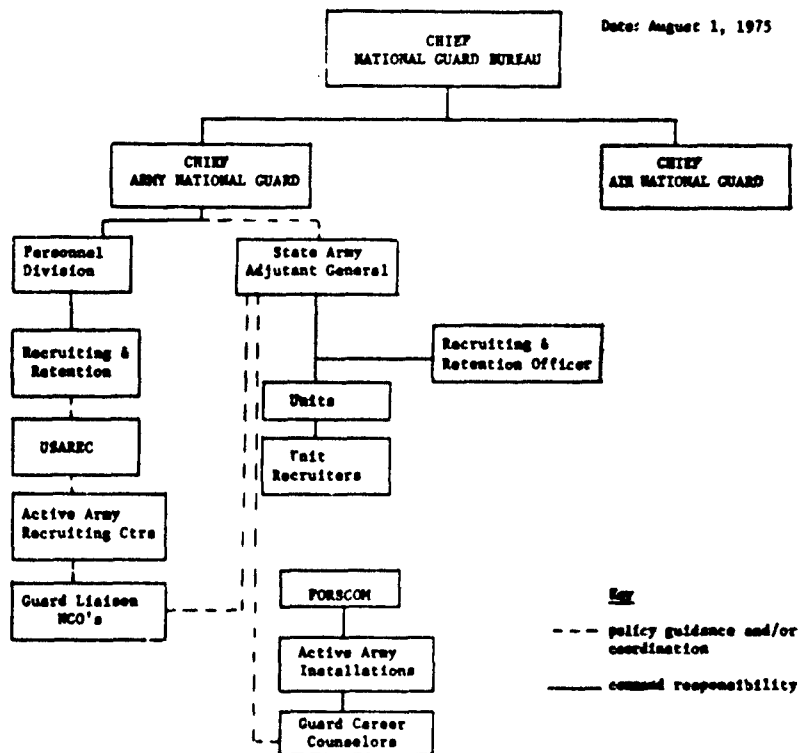 Date: August 1, 1975
CHIEF
NATIONAL GUARD BUREAU
CHIEF
ARMY NATIONAL GUARD
CHIEF
AIR NATIONAL GUARD
Personnel
Division
State Army
Adjutant General
Recruiting &
Retention
Recruiting &
Retention Officer
Units
USAREC
Unit
Recruiters
Active Army
Recruiting Ctrs
Guard Liaison
NCO's
FORSCOM
Active Army
Installations
Guard Career
Counselors
Key
policy guidance and/or
coordination
command responsibility